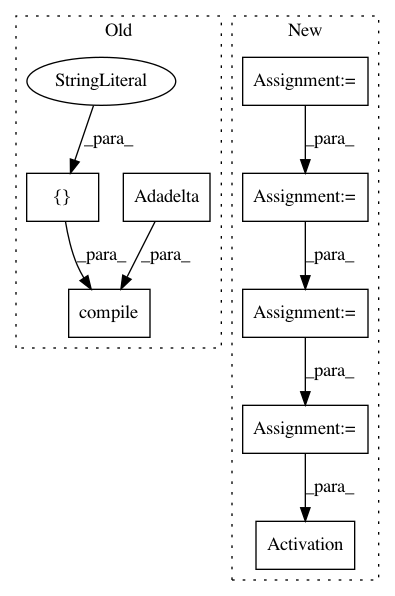 Old
New
StringLiteral
Assignment:=
_para_
_para_
{}
Adadelta
Assignment:=
_para_
_para_
_para_
compile
Assignment:=
_para_
Assignment:=
_para_
Activation